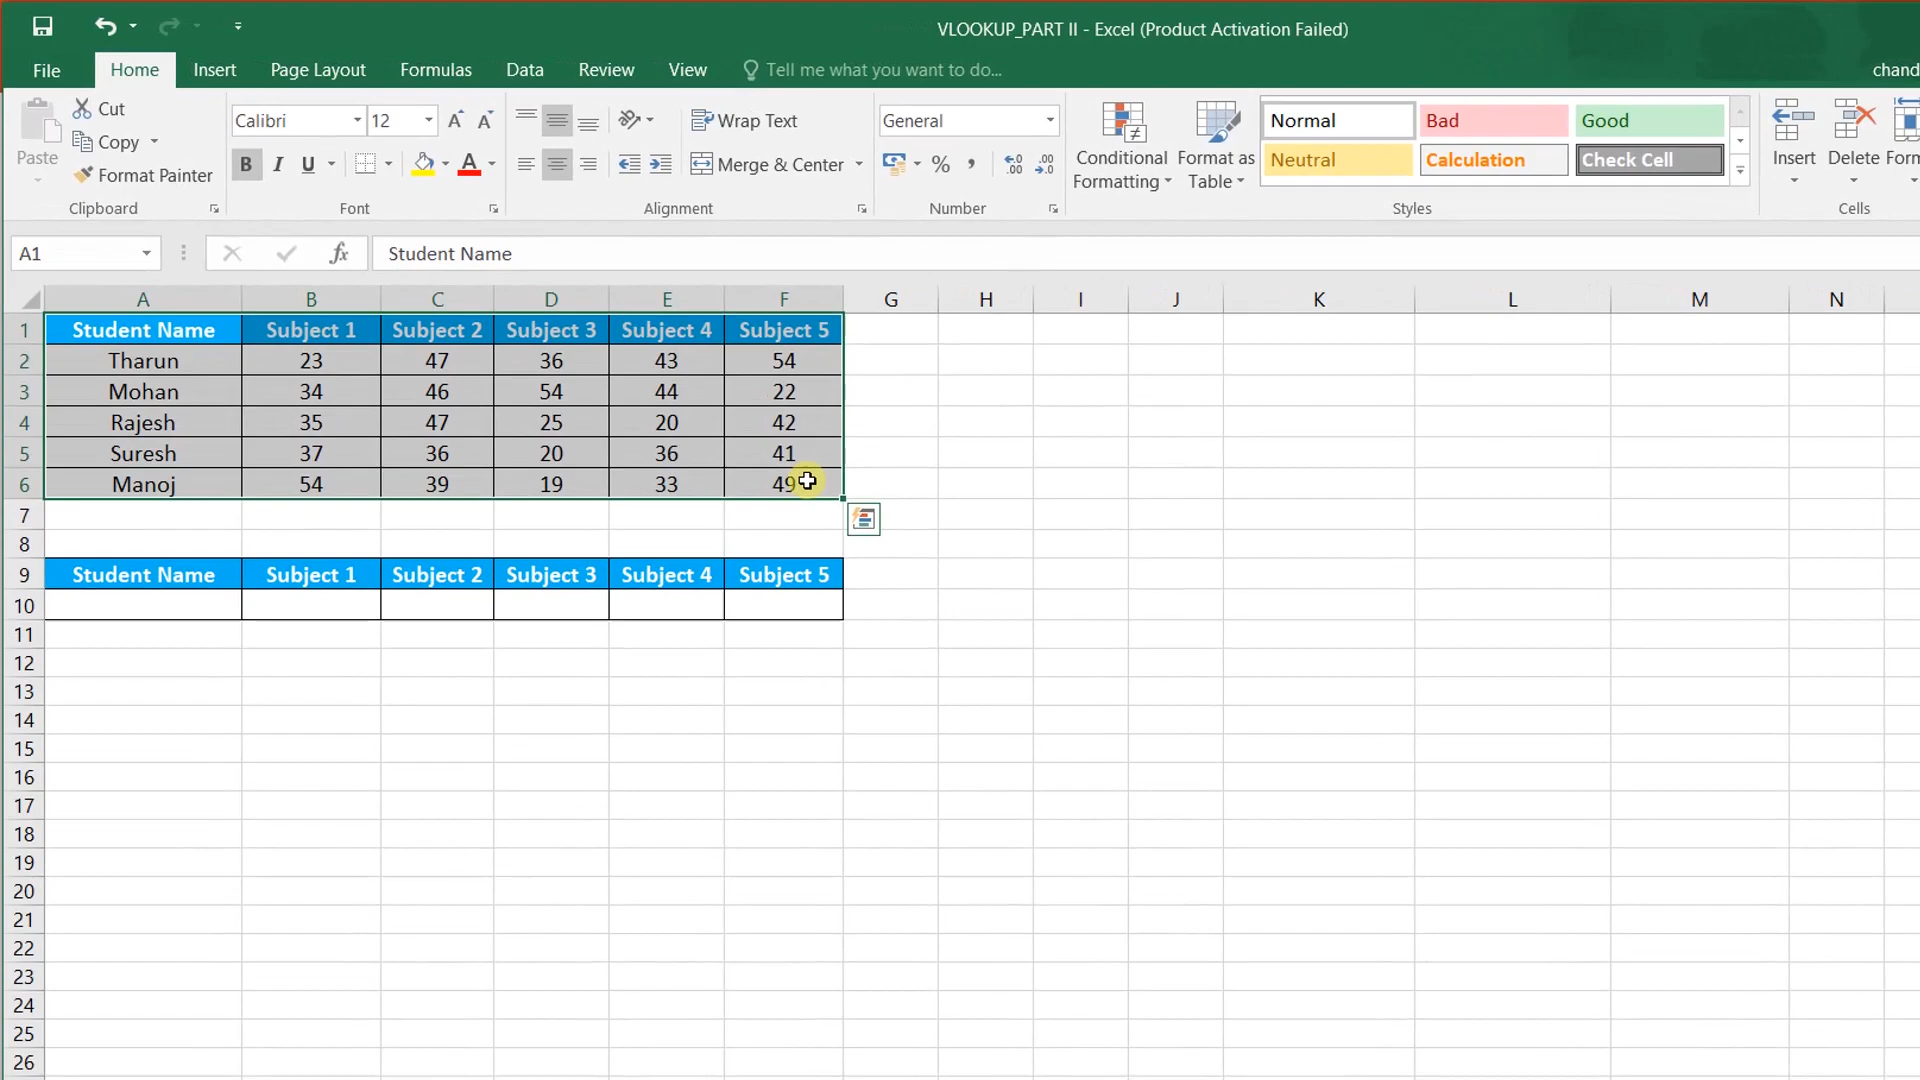 VLOOKUP_PART II - Excel (Product Activation Failed)
File Home Insert Page Layout Formulas Data Review View Tell me what you want to do... chand
Paste
Cut
Copy
Format Painter
Clipboard
Calibri 12
B I U
Font
Wrap Text
Merge & Center
Alignment
General
%
Number
Conditional Formatting
Format as Table
Normal Bad Good
Neutral Calculation Check Cell
Styles
Insert Delete Form
Cells
A1 fx Student Name
A B C D E F G H I J K L M N
1 Student Name Subject 1 Subject 2 Subject 3 Subject 4 Subject 5
2 Tharun 23 47 36 43 54
3 Mohan 34 46 54 44 22
4 Rajesh 35 47 25 20 42
5 Suresh 37 36 20 36 41
6 Manoj 54 39 19 33 49
7
8
9 Student Name Subject 1 Subject 2 Subject 3 Subject 4 Subject 5
10
11
12
13
14
15
16
17
18
19
20
21
22
23
24
25
26